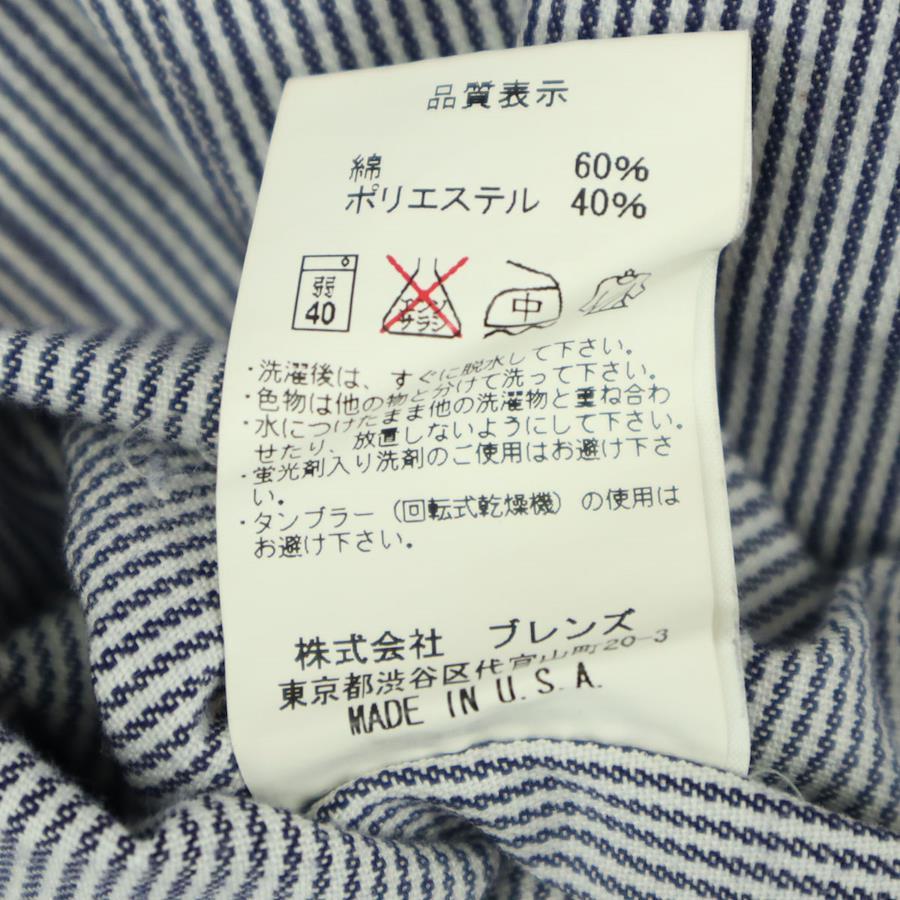 品質表示
綿 60%
ポリエステル 40%
弱
40
エンソ
サラシ
中
・洗濯後は、すぐに脱水して下さい。
・色物は他の物と分けて洗って下さい。
・水につけたまま他の洗濯物と重ね合わ
せたり、放置しないようにして下さい。
・蛍光剤入り洗剤のご使用はお避け下さ
い。
・タンブラー（回転式乾燥機）の使用は
お避け下さい。
株式会社 ブレンズ
東京都渋谷区代官山町20-3
MADE IN U.S.A.